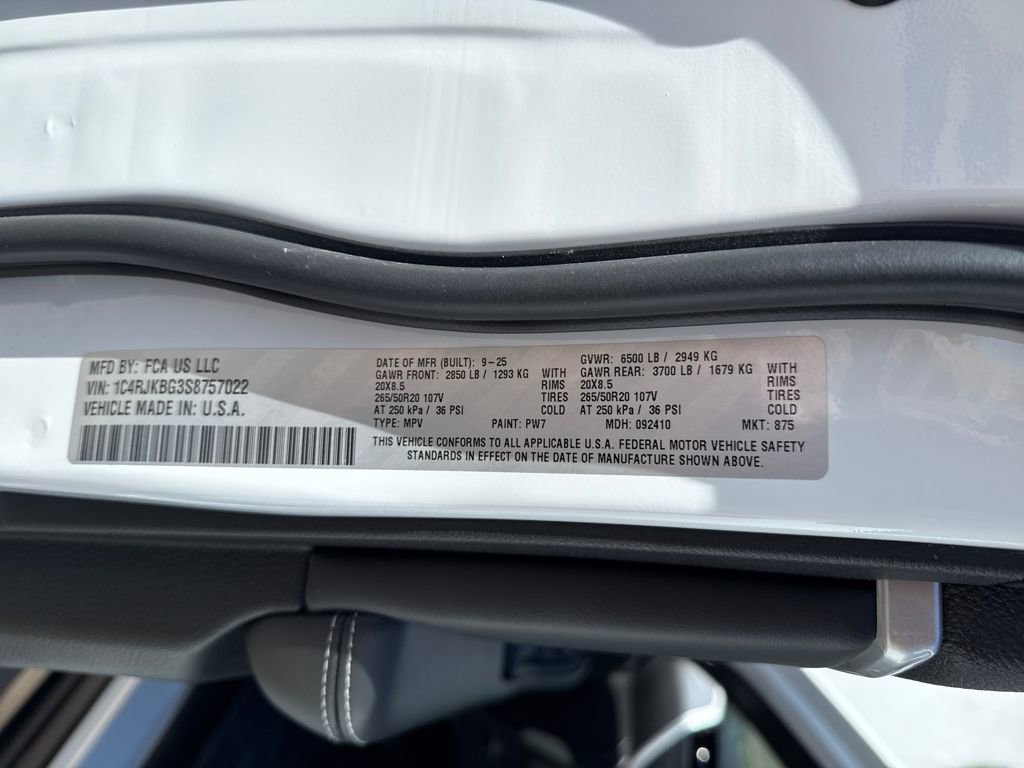 MFD BY: FCA US LLC
VIN: 1C4RJKBG3S8757022
VEHICLE MADE IN: U.S.A.
DATE OF MFR (BUILT): 9-25 GVWR: 6500 LB / 2949 KG
GAWR FRONT: 2850 LB / 1293 KG WITH GAWR REAR: 3700 LB / 1679 KG WITH
20X8.5 RIMS 20X8.5 RIMS
265/50R20 107V TIRES 265/50R20 107V TIRES
AT 250 kPa / 36 PSI COLD AT 250 kPa / 36 PSI COLD
TYPE: MPV PAINT: PW7 MDH: 092410 MKT: 875
THIS VEHICLE CONFORMS TO ALL APPLICABLE U.S.A. FEDERAL MOTOR VEHICLE SAFETY
STANDARDS IN EFFECT ON THE DATE OF MANUFACTURE SHOWN ABOVE.